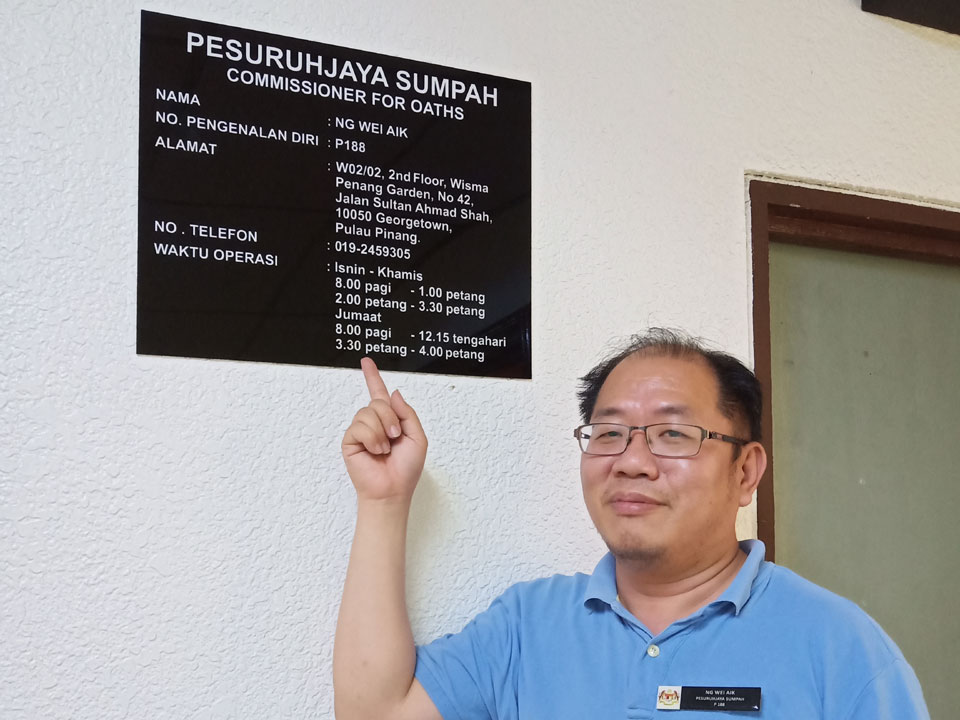 PESURUHJAYA SUMPAH
COMMISSIONER FOR OATHS
NAMA : NG WEI AIK
NO. PENGENALAN DIRI : P188
ALAMAT : W02/02, 2nd Floor, Wisma
Penang Garden, No 42,
Jalan Sultan Ahmad Shah,
10050 Georgetown,
Pulau Pinang.
NO . TELEFON : 019-2459305
WAKTU OPERASI : Isnin - Khamis
8.00 pagi - 1.00 petang
2.00 petang - 3.30 petang
Jumaat
8.00 pagi - 12.15 tengahari
3.30 petang - 4.00 petang
NG WEI AIK
PESURUHJAYA SUMPAH
P 188